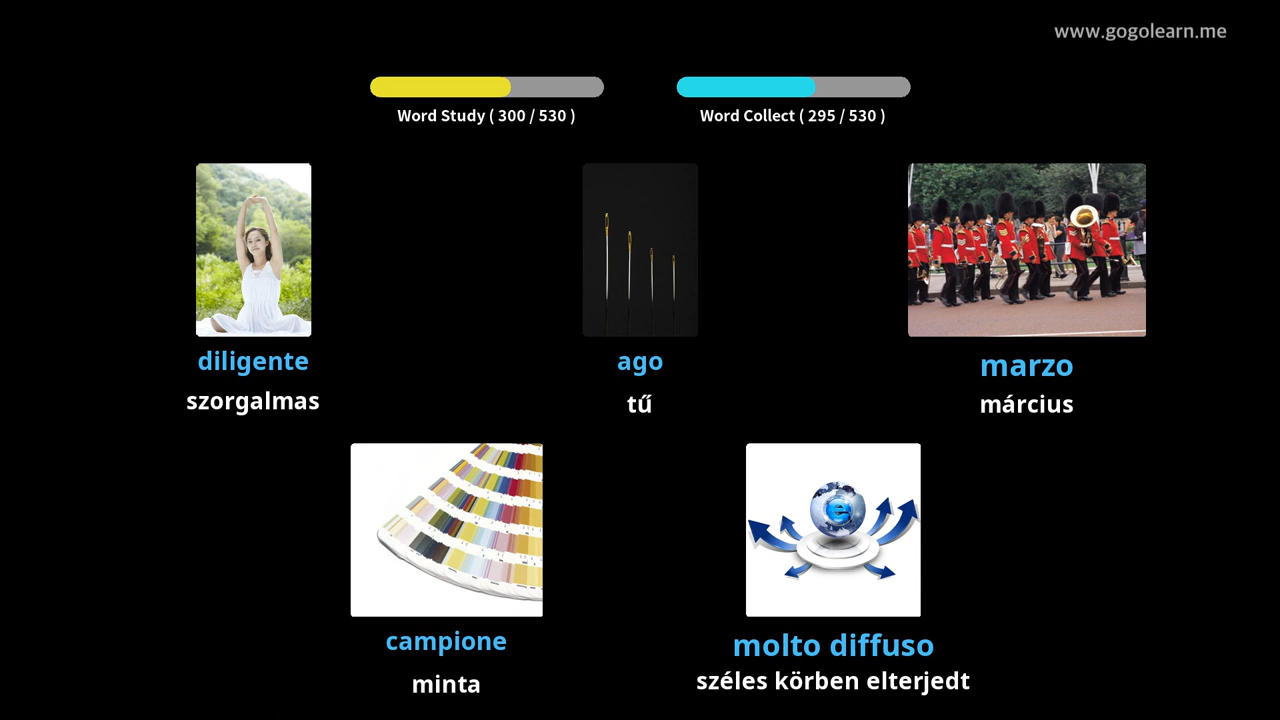 www.gogolearn.me
Word Study ( 300 / 530 )
Word Collect ( 295 / 530 )
diligente
szorgalmas
ago
tű
marzo
március
campione
minta
molto diffuso
széles körben elterjedt